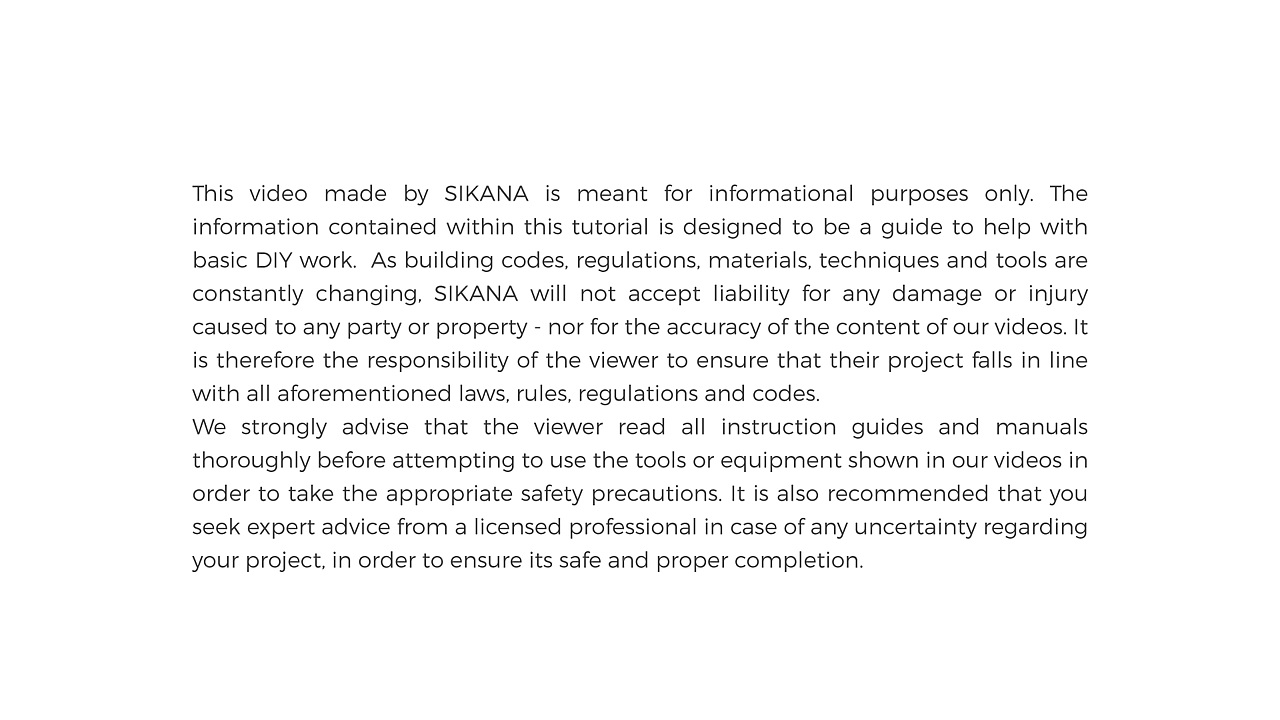 This video made by SIKANA is meant for informational purposes only. The
information contained within this tutorial is designed to be a guide to help with
basic DIY work.  As building codes, regulations, materials, techniques and tools are
constantly changing, SIKANA will not accept liability for any damage or injury
caused to any party or property - nor for the accuracy of the content of our videos. It
is therefore the responsibility of the viewer to ensure that their project falls in line
with all aforementioned laws, rules, regulations and codes.
We strongly advise that the viewer read all instruction guides and manuals
thoroughly before attempting to use the tools or equipment shown in our videos in
order to take the appropriate safety precautions. It is also recommended that you
seek expert advice from a licensed professional in case of any uncertainty regarding
your project, in order to ensure its safe and proper completion.